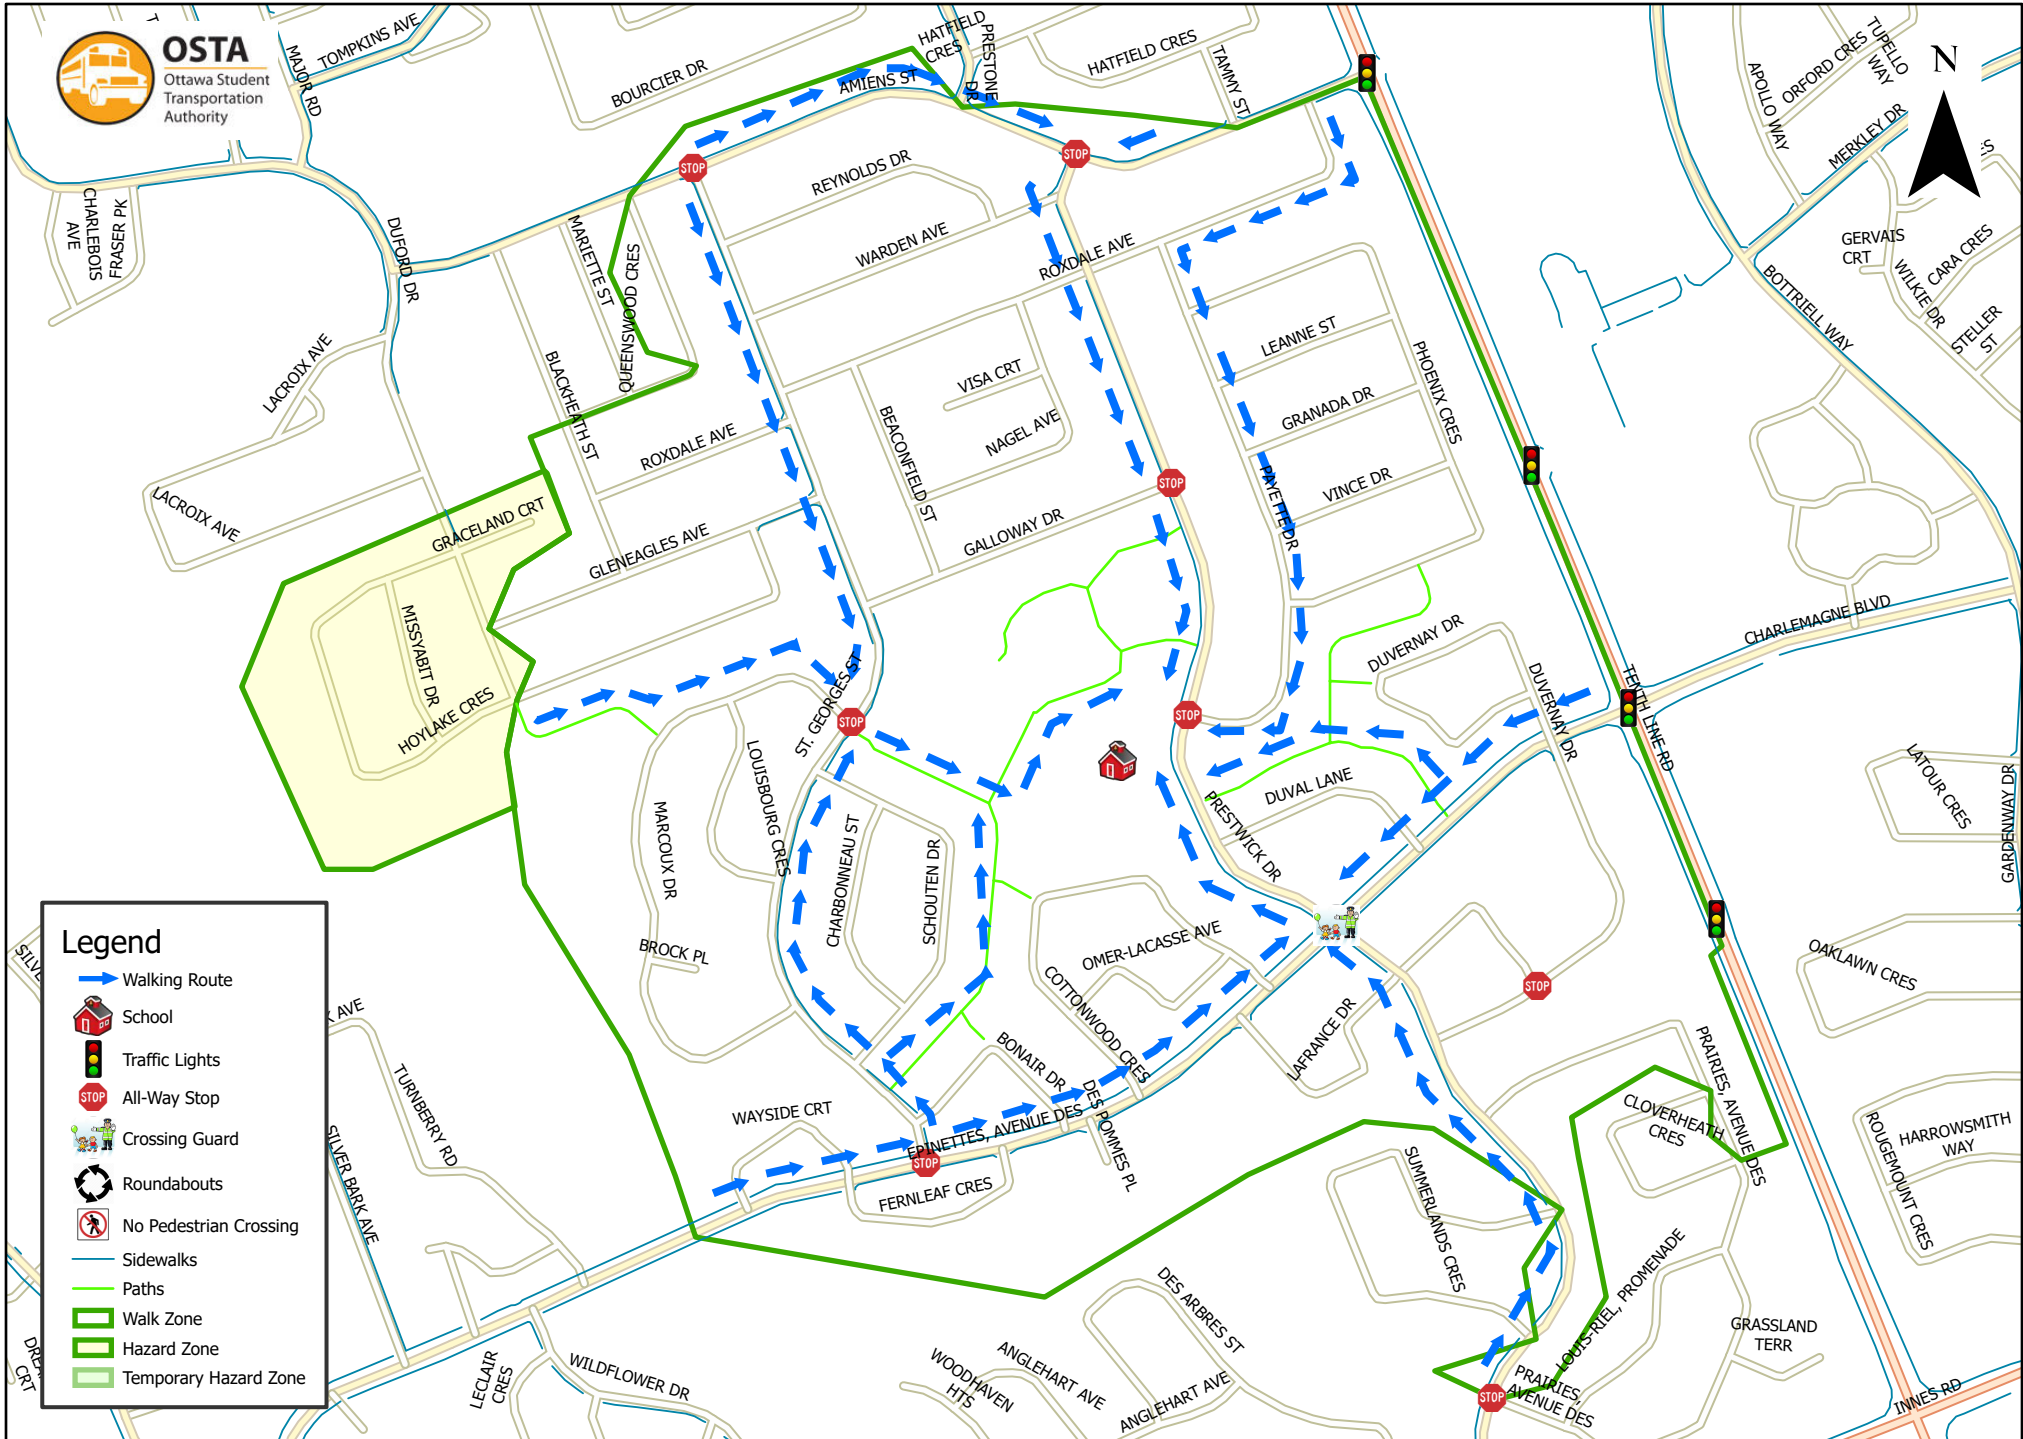 OSTA
Ottawa Student
Transportation
Authority
TOMPKINS AVE
MAJOR RD
BOURCIER DR
HATFIELD
CRES
PRESTONE
DR
HATFIELD CRES
TAMMY ST
AMIENS ST
APOLLO WAY
ORFORD CRES
TUPELLO
WAY
MERKLEY DR
N
CHARLEBOIS
AVE
FRASER PK
DUFORD DR
MARIETTE ST
QUEENSWOOD CRES
REYNOLDS DR
WARDEN AVE
ROXDALE AVE
GERVAIS
CRT
CARA CRES
WILKIE DR
STELLER
ST
BOTTRIELL WAY
LACROIX AVE
BLACKHEATH ST
VISA CRT
NAGEL AVE
BEACONFIELD ST
LEANNE ST
GRANADA DR
PHOENIX CRES
VINCE DR
PAYETTE DR
ROXDALE AVE
LACROIX AVE
GRACELAND CRT
GLENEAGLES AVE
GALLOWAY DR
MISSYABIT DR
HOYLAKE CRES
ST. GEORGES ST
DUVERNAY DR
DUVERNAY DR
CHARLEMAGNE BLVD
TENTH LINE RD
LOUISBOURG CRES
MARCOUX DR
CHARBONNEAU ST
SCHOUTEN DR
BROCK PL
DUVAL LANE
PRESTWICK DR
LATOUR CRES
GARDENWAY DR
OMER-LACASSE AVE
COTTONWOOD CRES
LAFRANCE DR
OAKLAWN CRES
BONAIR DR
DES POMMES PL
WAYSIDE CRT
EPINETTES, AVENUE DES
FERNLEAF CRES
PRAIRIES, AVENUE DES
CLOVERHEATH
CRES
HARROWSMITH
WAY
ROUGEMOUNT CRES
SUMMERLANDS CRES
LOUIS-RIEL, PROMENADE
GRASSLAND
TERR
PRAIRIES,
AVENUE DES
INNES RD
DES ARBRES ST
ANGLEHART AVE
ANGLEHART AVE
WOODHAVEN
HTS
WILDFLOWER DR
LECLAIR
CRES
TURNBERRY RD
SILVER BARK AVE
K AVE
CRT
STOP
STOP
STOP
STOP
STOP
STOP
STOP
STOP
Legend
Walking Route
School
Traffic Lights
STOP
All-Way Stop
Crossing Guard
Roundabouts
No Pedestrian Crossing
Sidewalks
Paths
Walk Zone
Hazard Zone
Temporary Hazard Zone